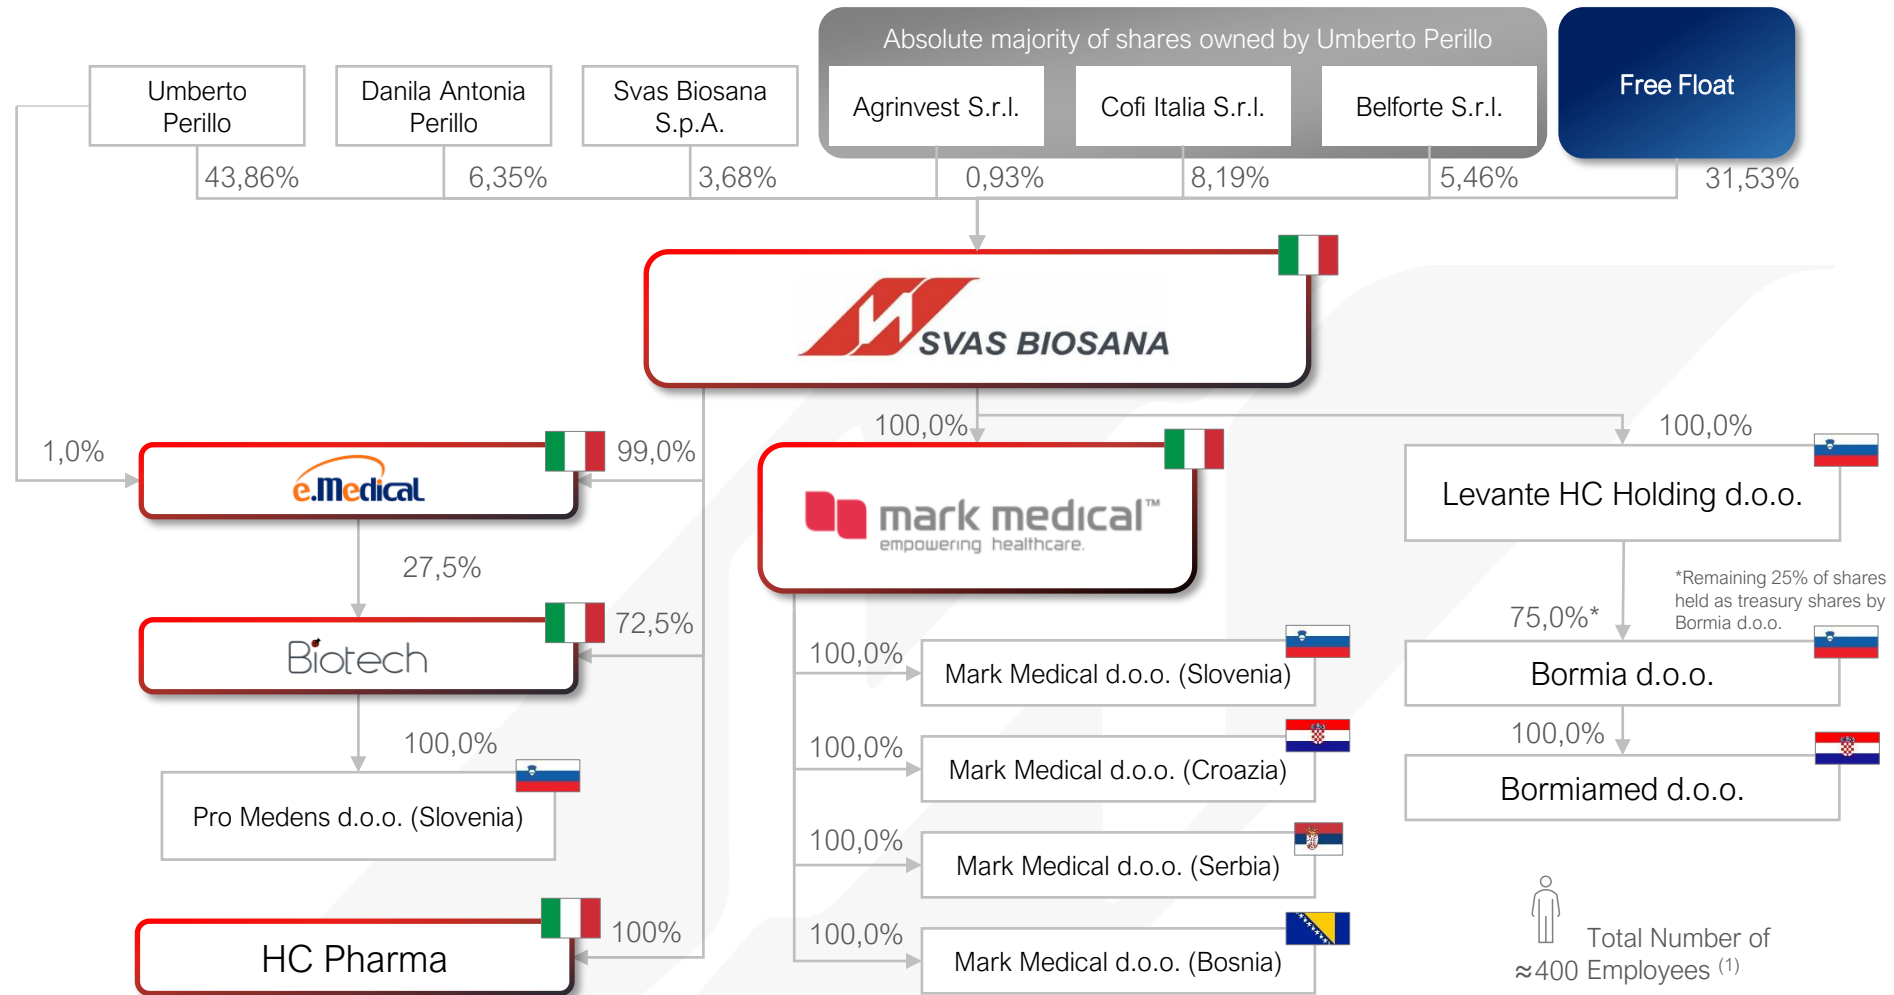 Absolute majority of shares owned by Umberto Perillo
Umberto
Perillo
Danila Antonia
Perillo
Svas Biosana
S.p.A.
Agrinvest S.r.l.
Cofi Italia S.r.l.
Belforte S.r.l.
Free Float
43,86%
6,35%
3,68%
0,93%
8,19%
5,46%
31,53%
SVAS BIOSANA
1,0%
e.Medical
99,0%
100,0%
100,0%
mark medical™
empowering healthcare.
Levante HC Holding d.o.o.
27,5%
Biotech
72,5%
*Remaining 25% of shares
held as treasury shares by
Bormia d.o.o.
75,0%*
100,0%
Mark Medical d.o.o. (Slovenia)
Bormia d.o.o.
100,0%
Pro Medens d.o.o. (Slovenia)
100,0%
Mark Medical d.o.o. (Croazia)
100,0%
Bormiamed d.o.o.
100,0%
Mark Medical d.o.o. (Serbia)
HC Pharma
100%
100,0%
Mark Medical d.o.o. (Bosnia)
Total Number of
≈400 Employees (1)